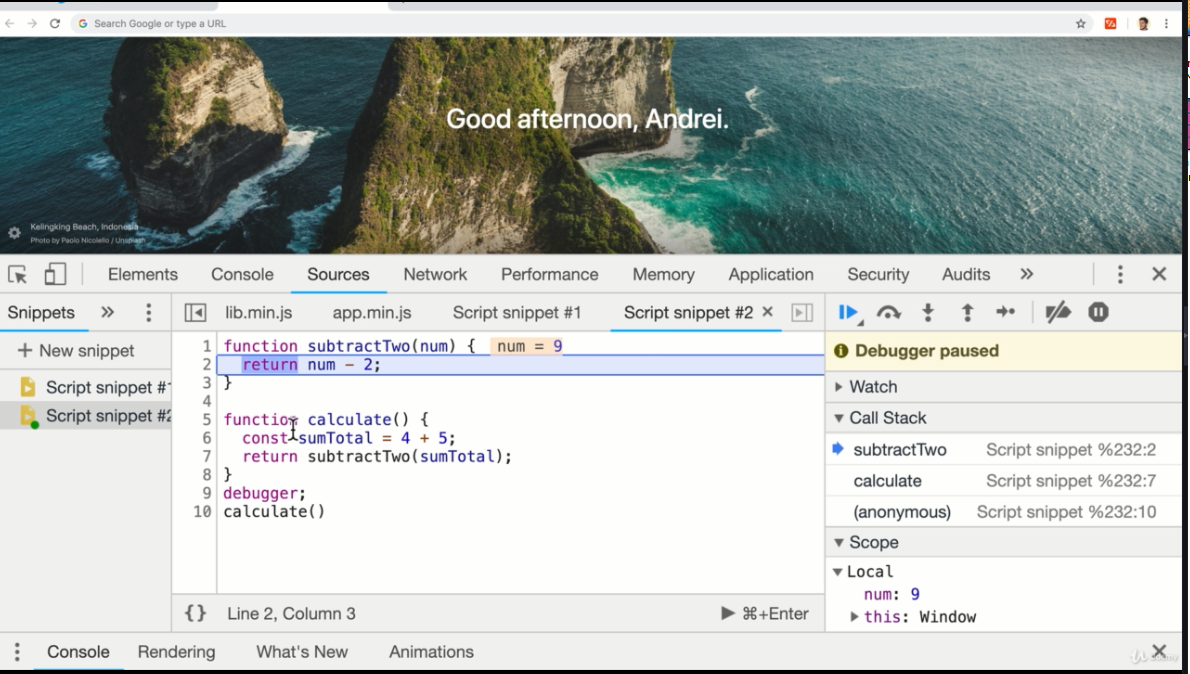 Search Google or type a URL
Good afternoon, Andrei.
Kelingking Beach, Indonesia
Photo by Paolo Nicolello / Unsplash
Elements Console Sources Network Performance Memory Application Security Audits »
Snippets » lib.min.js app.min.js Script snippet #1 Script snippet #2 ×
+ New snippet
Script snippet #1
Script snippet #2
1 function subtractTwo(num) { num = 9
2 return num - 2;
3 }
4
5 function calculate() {
6 const sumTotal = 4 + 5;
7 return subtractTwo(sumTotal);
8 }
9 debugger;
10 calculate()
{} Line 2, Column 3 ⌘+Enter
Debugger paused
Watch
Call Stack
subtractTwo Script snippet %232:2
calculate Script snippet %232:7
(anonymous) Script snippet %232:10
Scope
Local
num: 9
this: Window
Console Rendering What's New Animations